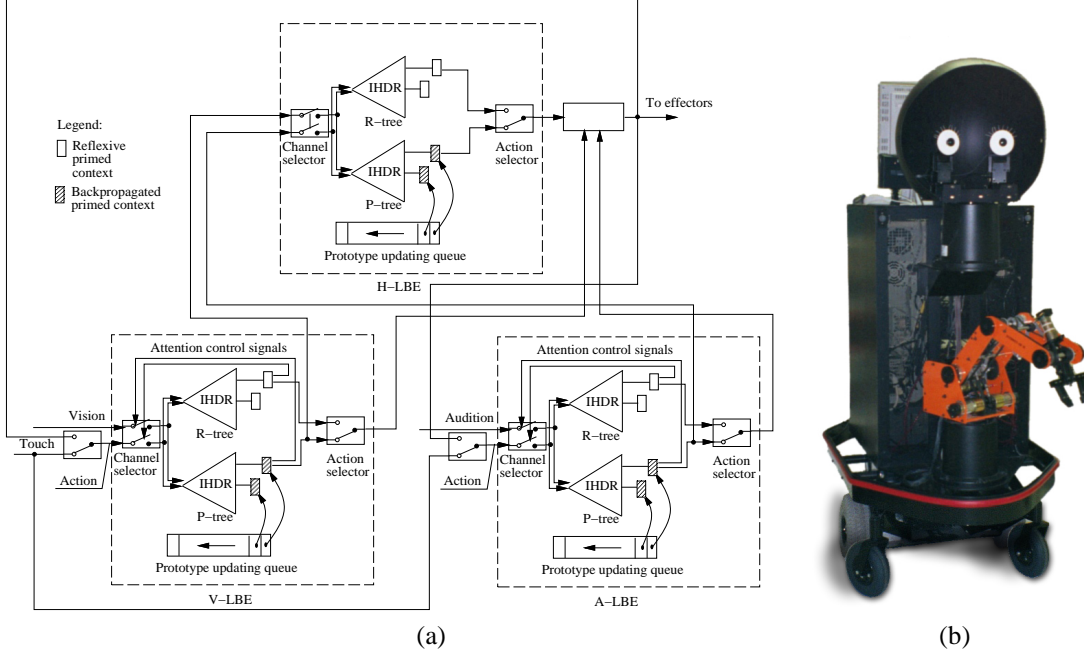 IHDR
R−tree
To effectors
Legend:
Reflexive
primed
context
Backpropagated
primed context
Channel
selector
Action
selector
IHDR
P−tree
Prototype updating queue
H−LBE
Attention control signals
IHDR
Vision
R−tree
Touch
Channel
selector
Action
selector
Action
IHDR
P−tree
Prototype updating queue
V−LBE
Attention control signals
IHDR
Audition
R−tree
Channel
selector
Action
selector
Action
IHDR
P−tree
Prototype updating queue
A−LBE
(a)
(b)